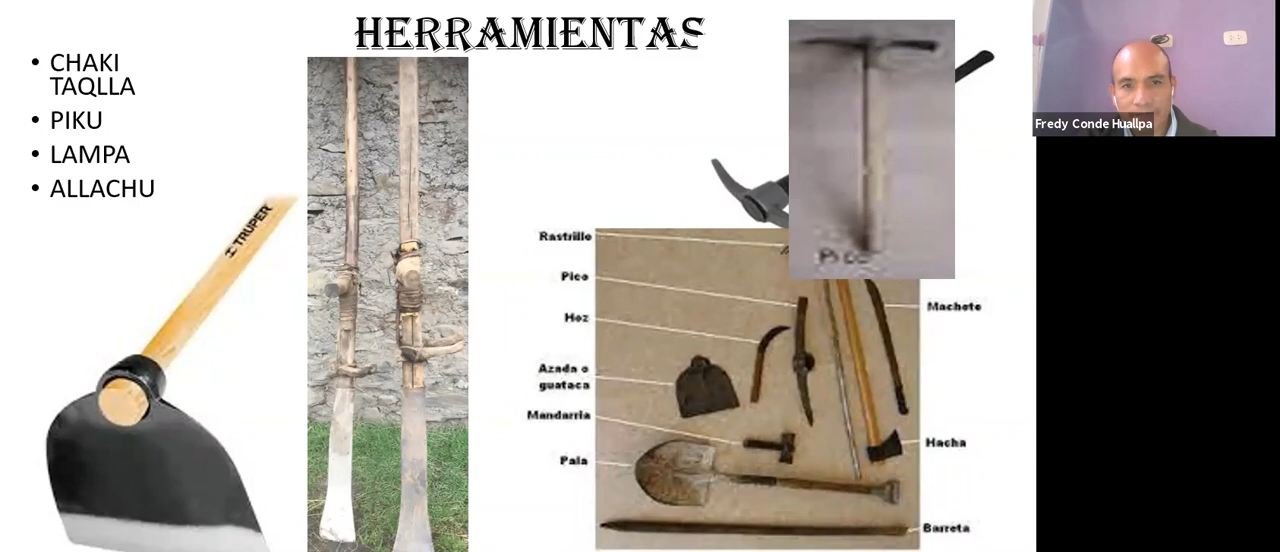 HERRAMIENTAS
• CHAKI
TAQLLA
• PIKU
• LAMPA
• ALLACHU
TRUPER
Rastrillo
Pico
Hoz
Azada o
guataca
Mandarria
Pala
Machete
Hacha
Barreta
Pico
Fredy Conde Huallpa